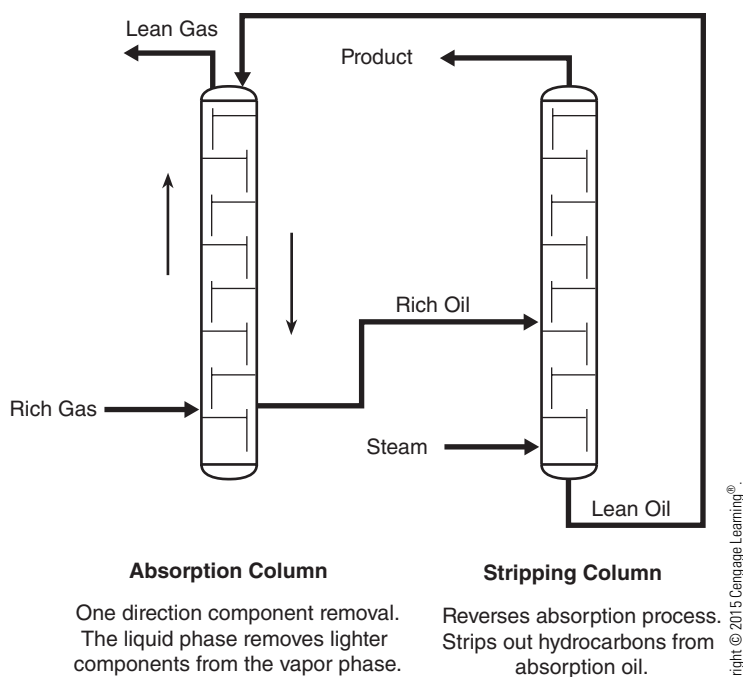 Lean Gas
Product
Rich Oil
Rich Gas
Steam
Lean Oil
Absorption Column
One direction component removal.
The liquid phase removes lighter
components from the vapor phase.
Stripping Column
Reverses absorption process.
Strips out hydrocarbons from
absorption oil.
right © 2015 Cengage Learning®.